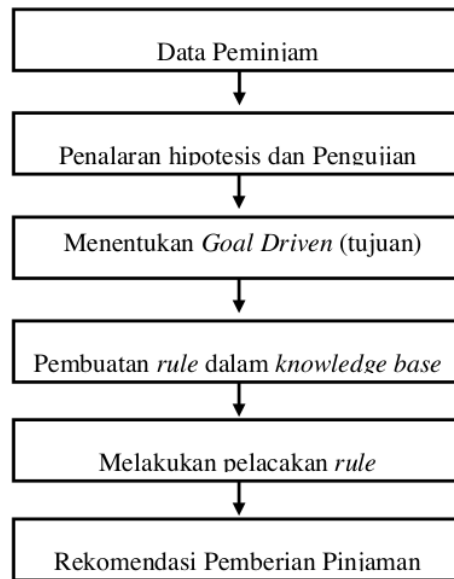 Data Peminjam
Penalaran hipotesis dan Pengujian
Menentukan Goal Driven (tujuan)
Pembuatan rule dalam knowledge base
Melakukan pelacakan rule
Rekomendasi Pemberian Pinjaman